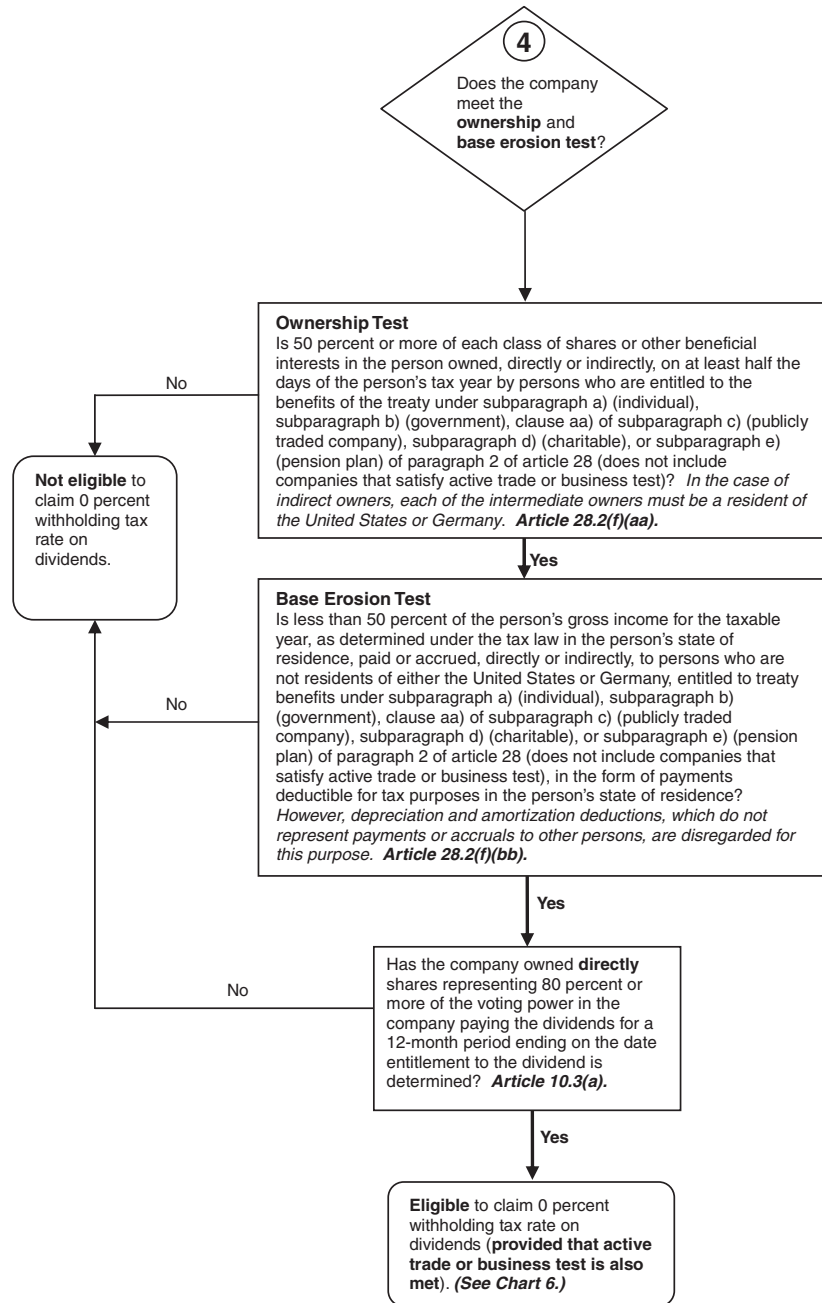 4
Does the company
meet the
ownership and
base erosion test?
Ownership Test
Is 50 percent or more of each class of shares or other beneficial
interests in the person owned, directly or indirectly, on at least half the
days of the person's tax year by persons who are entitled to the
benefits of the treaty under subparagraph a) (individual),
subparagraph b) (government), clause aa) of subparagraph c) (publicly
traded company), subparagraph d) (charitable), or subparagraph e)
(pension plan) of paragraph 2 of article 28 (does not include
companies that satisfy active trade or business test)? In the case of
indirect owners, each of the intermediate owners must be a resident of
the United States or Germany. Article 28.2(f)(aa).
No
Not eligible to
claim 0 percent
withholding tax
rate on
dividends.
Yes
Base Erosion Test
Is less than 50 percent of the person's gross income for the taxable
year, as determined under the tax law in the person's state of
residence, paid or accrued, directly or indirectly, to persons who are
not residents of either the United States or Germany, entitled to treaty
benefits under subparagraph a) (individual), subparagraph b)
(government), clause aa) of subparagraph c) (publicly traded
company), subparagraph d) (charitable), or subparagraph e) (pension
plan) of paragraph 2 of article 28 (does not include companies that
satisfy active trade or business test), in the form of payments
deductible for tax purposes in the person's state of residence?
However, depreciation and amortization deductions, which do not
represent payments or accruals to other persons, are disregarded for
this purpose. Article 28.2(f)(bb).
No
Yes
Has the company owned directly
shares representing 80 percent or
more of the voting power in the
company paying the dividends for a
12-month period ending on the date
entitlement to the dividend is
determined? Article 10.3(a).
No
Yes
Eligible to claim 0 percent
withholding tax rate on
dividends (provided that active
trade or business test is also
met). (See Chart 6.)